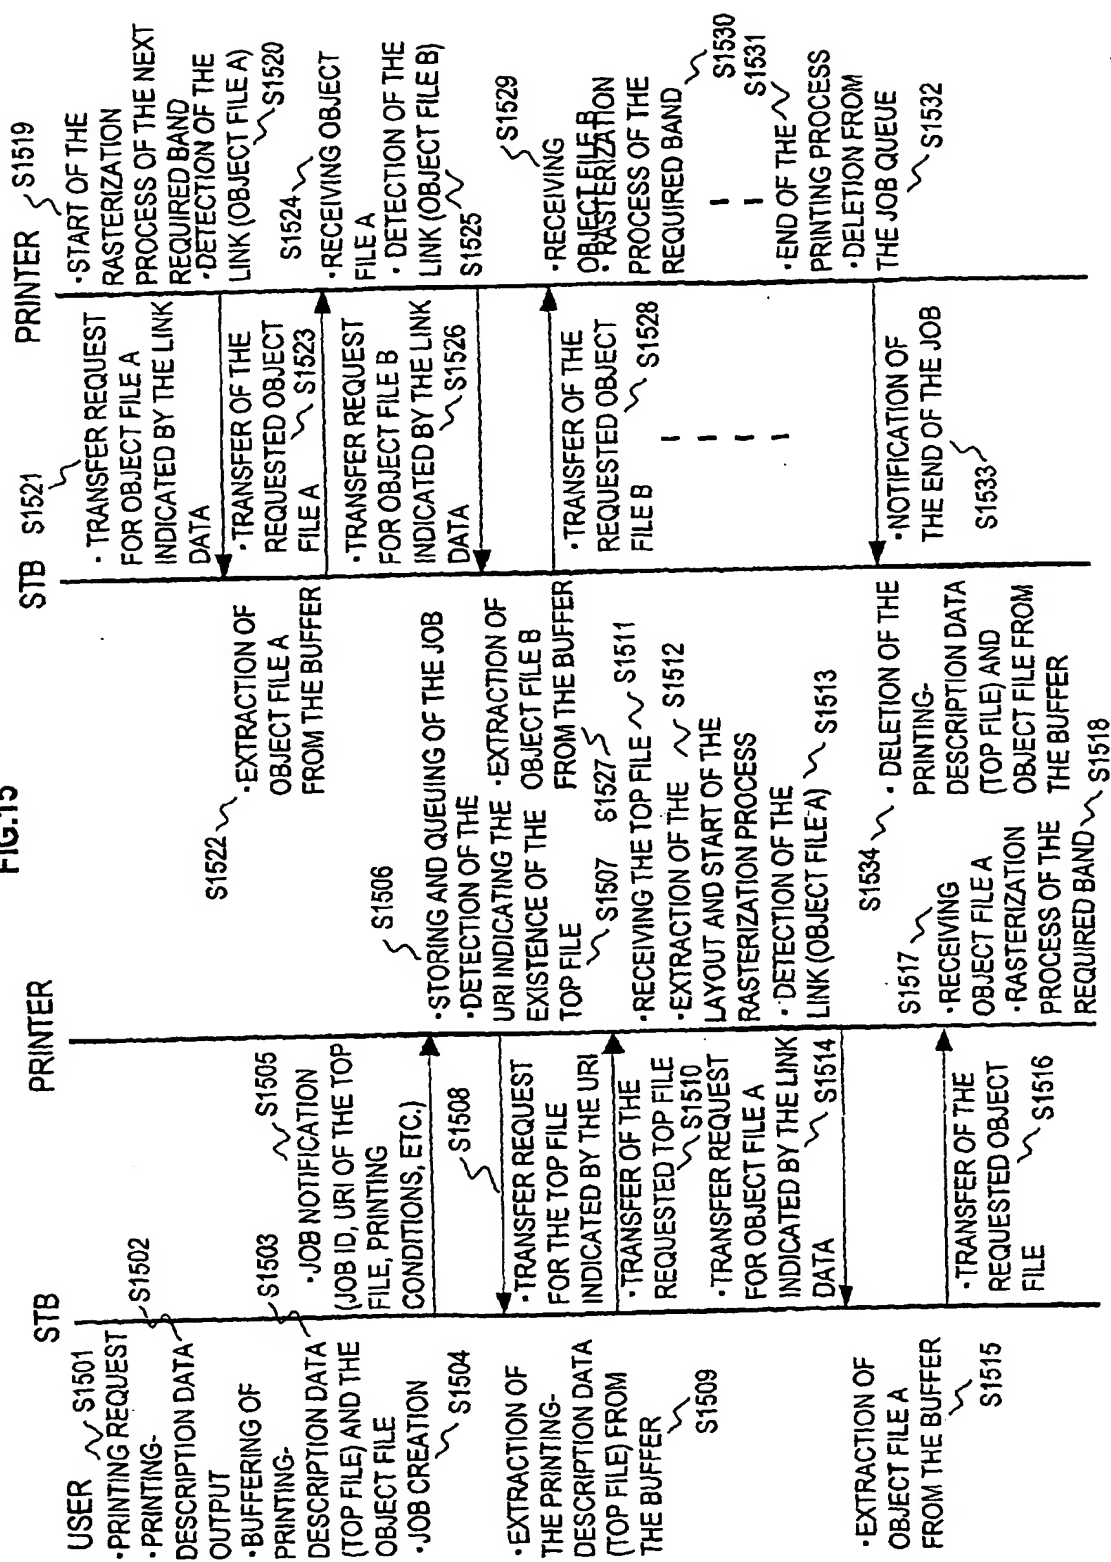 FIG.15
USER
STB
PRINTER
S1501
•PRINTING REQUEST
S1502
•PRINTING-
DESCRIPTION DATA
OUTPUT
S1503
•BUFFERING OF
PRINTING-
DESCRIPTION DATA
(TOP FILE) AND THE
OBJECT FILE
•JOB CREATION
S1504
S1505
•JOB NOTIFICATION
(JOB ID, URI OF THE TOP
FILE, PRINTING
CONDITIONS, ETC.)
S1506
•STORING AND QUEUING OF THE JOB
•DETECTION OF THE
URI INDICATING THE
EXISTENCE OF THE
TOP FILE
S1507
S1508
•TRANSFER REQUEST
FOR THE TOP FILE
INDICATED BY THE URI
•EXTRACTION OF
THE PRINTING-
DESCRIPTION DATA
(TOP FILE) FROM
THE BUFFER
S1509
•TRANSFER OF THE
REQUESTED TOP FILE
S1510
•RECEIVING THE TOP FILE
S1511
•EXTRACTION OF THE
S1512
LAYOUT AND START OF THE
RASTERIZATION PROCESS
•DETECTION OF THE
LINK (OBJECT FILE A)
S1513
•TRANSFER REQUEST
FOR OBJECT FILE A
INDICATED BY THE LINK
DATA
S1514
•EXTRACTION OF
OBJECT FILE A
FROM THE BUFFER
S1515
•TRANSFER OF THE
REQUESTED OBJECT
FILE
S1516
S1517
•RECEIVING
OBJECT FILE A
•RASTERIZATION
PROCESS OF THE
REQUIRED BAND
S1518
STB
PRINTER
S1519
•START OF THE
RASTERIZATION
PROCESS OF THE NEXT
REQUIRED BAND
•DETECTION OF THE
LINK (OBJECT FILE A)
S1520
S1521
•TRANSFER REQUEST
FOR OBJECT FILE A
INDICATED BY THE LINK
DATA
S1522
•EXTRACTION OF
OBJECT FILE A
FROM THE BUFFER
•TRANSFER OF THE
REQUESTED OBJECT
FILE A
S1523
S1524
•RECEIVING OBJECT
FILE A
•DETECTION OF THE
LINK (OBJECT FILE B)
S1525
•TRANSFER REQUEST
FOR OBJECT FILE B
INDICATED BY THE LINK
DATA
S1526
•EXTRACTION OF
OBJECT FILE B
FROM THE BUFFER
S1527
•TRANSFER OF THE
REQUESTED OBJECT
FILE B
S1528
S1529
•RECEIVING
OBJECT FILE B
•RASTERIZATION
PROCESS OF THE
REQUIRED BAND
S1530
S1531
•END OF THE
PRINTING PROCESS
•DELETION FROM
THE JOB QUEUE
S1532
•NOTIFICATION OF
THE END OF THE JOB
S1533
S1534
•DELETION OF THE
PRINTING-
DESCRIPTION DATA
(TOP FILE) AND
OBJECT FILE FROM
THE BUFFER